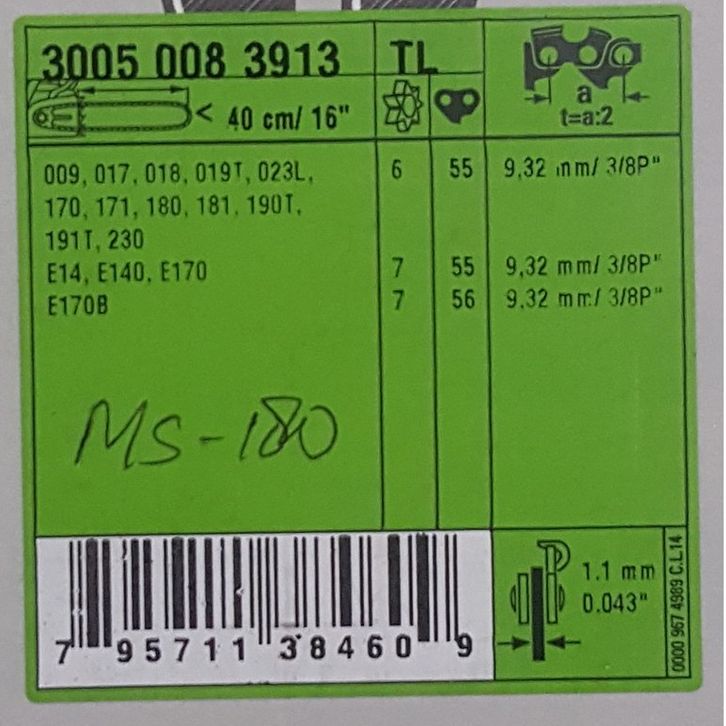 3005 008 3913 TL
< 40 cm/ 16" a
t=a:2
009, 017, 018, 019T, 023L, 6 55 9,32 mm/ 3/8P"
170, 171, 180, 181, 190T,
191T, 230
E14, E140, E170 7 55 9,32 mm/ 3/8P"
E170B 7 56 9,32 mm/ 3/8P"
MS-180
1.1 mm
0.043"
7 95711 38460 9
0000 967 4989 C.L14